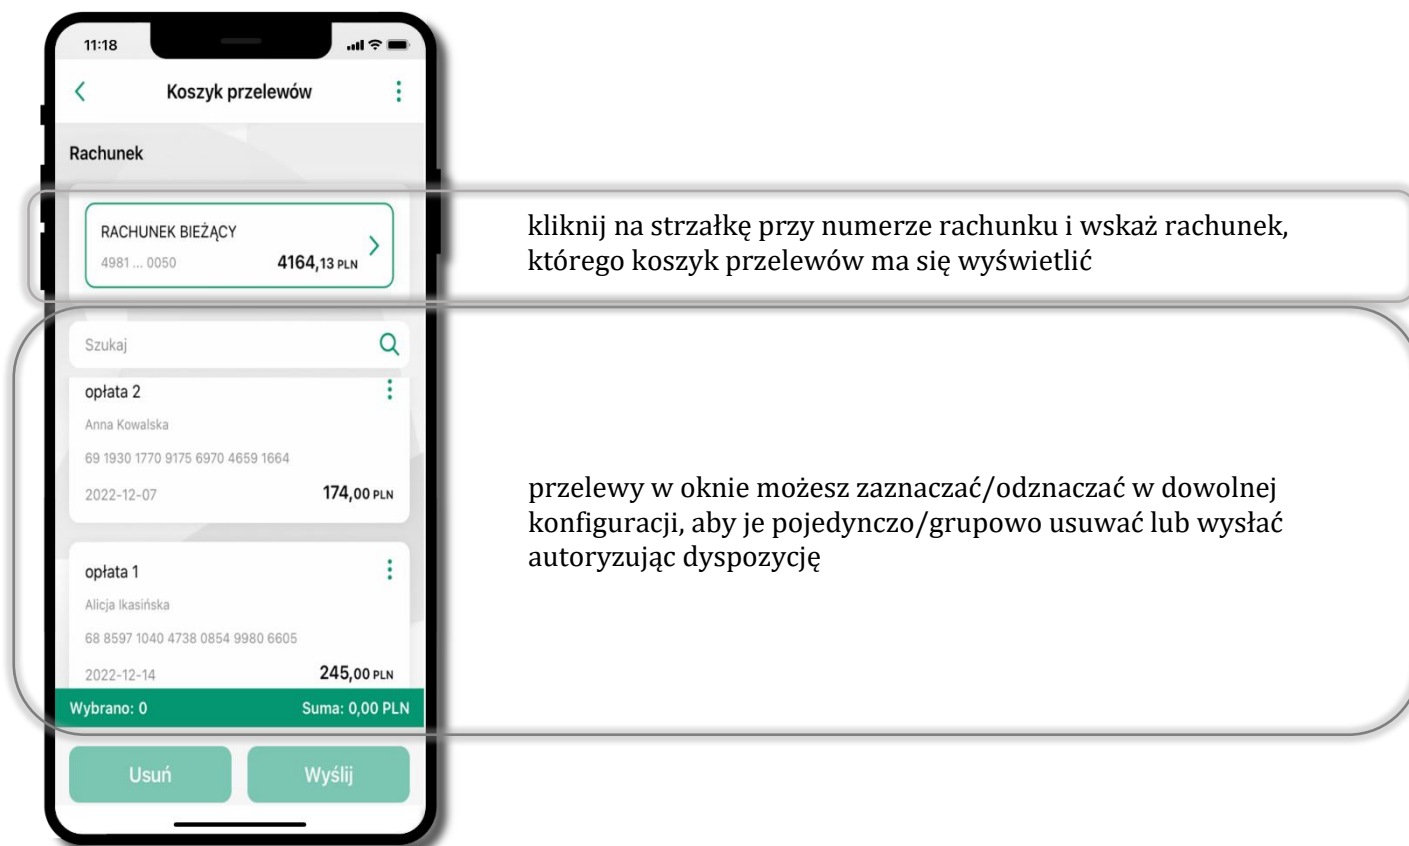 11:18
Koszyk przelewów
Rachunek
RACHUNEK BIEŻĄCY
4981 ... 0050
4164,13 PLN
kliknij na strzałkę przy numerze rachunku i wskaż rachunek,
którego koszyk przelewów ma się wyświetlić
Szukaj
opłata 2
Anna Kowalska
69 1930 1770 9175 6970 4659 1664
2022-12-07
174,00 PLN
przelewy w oknie możesz zaznaczać/odznaczać w dowolnej
konfiguracji, aby je pojedynczo/grupowo usuwać lub wysłać
autoryzując dyspozycję
opłata 1
Alicja Ikasińska
68 8597 1040 4738 0854 9980 6605
2022-12-14
245,00 PLN
Wybrano: 0
Suma: 0,00 PLN
Usuń
Wyślij